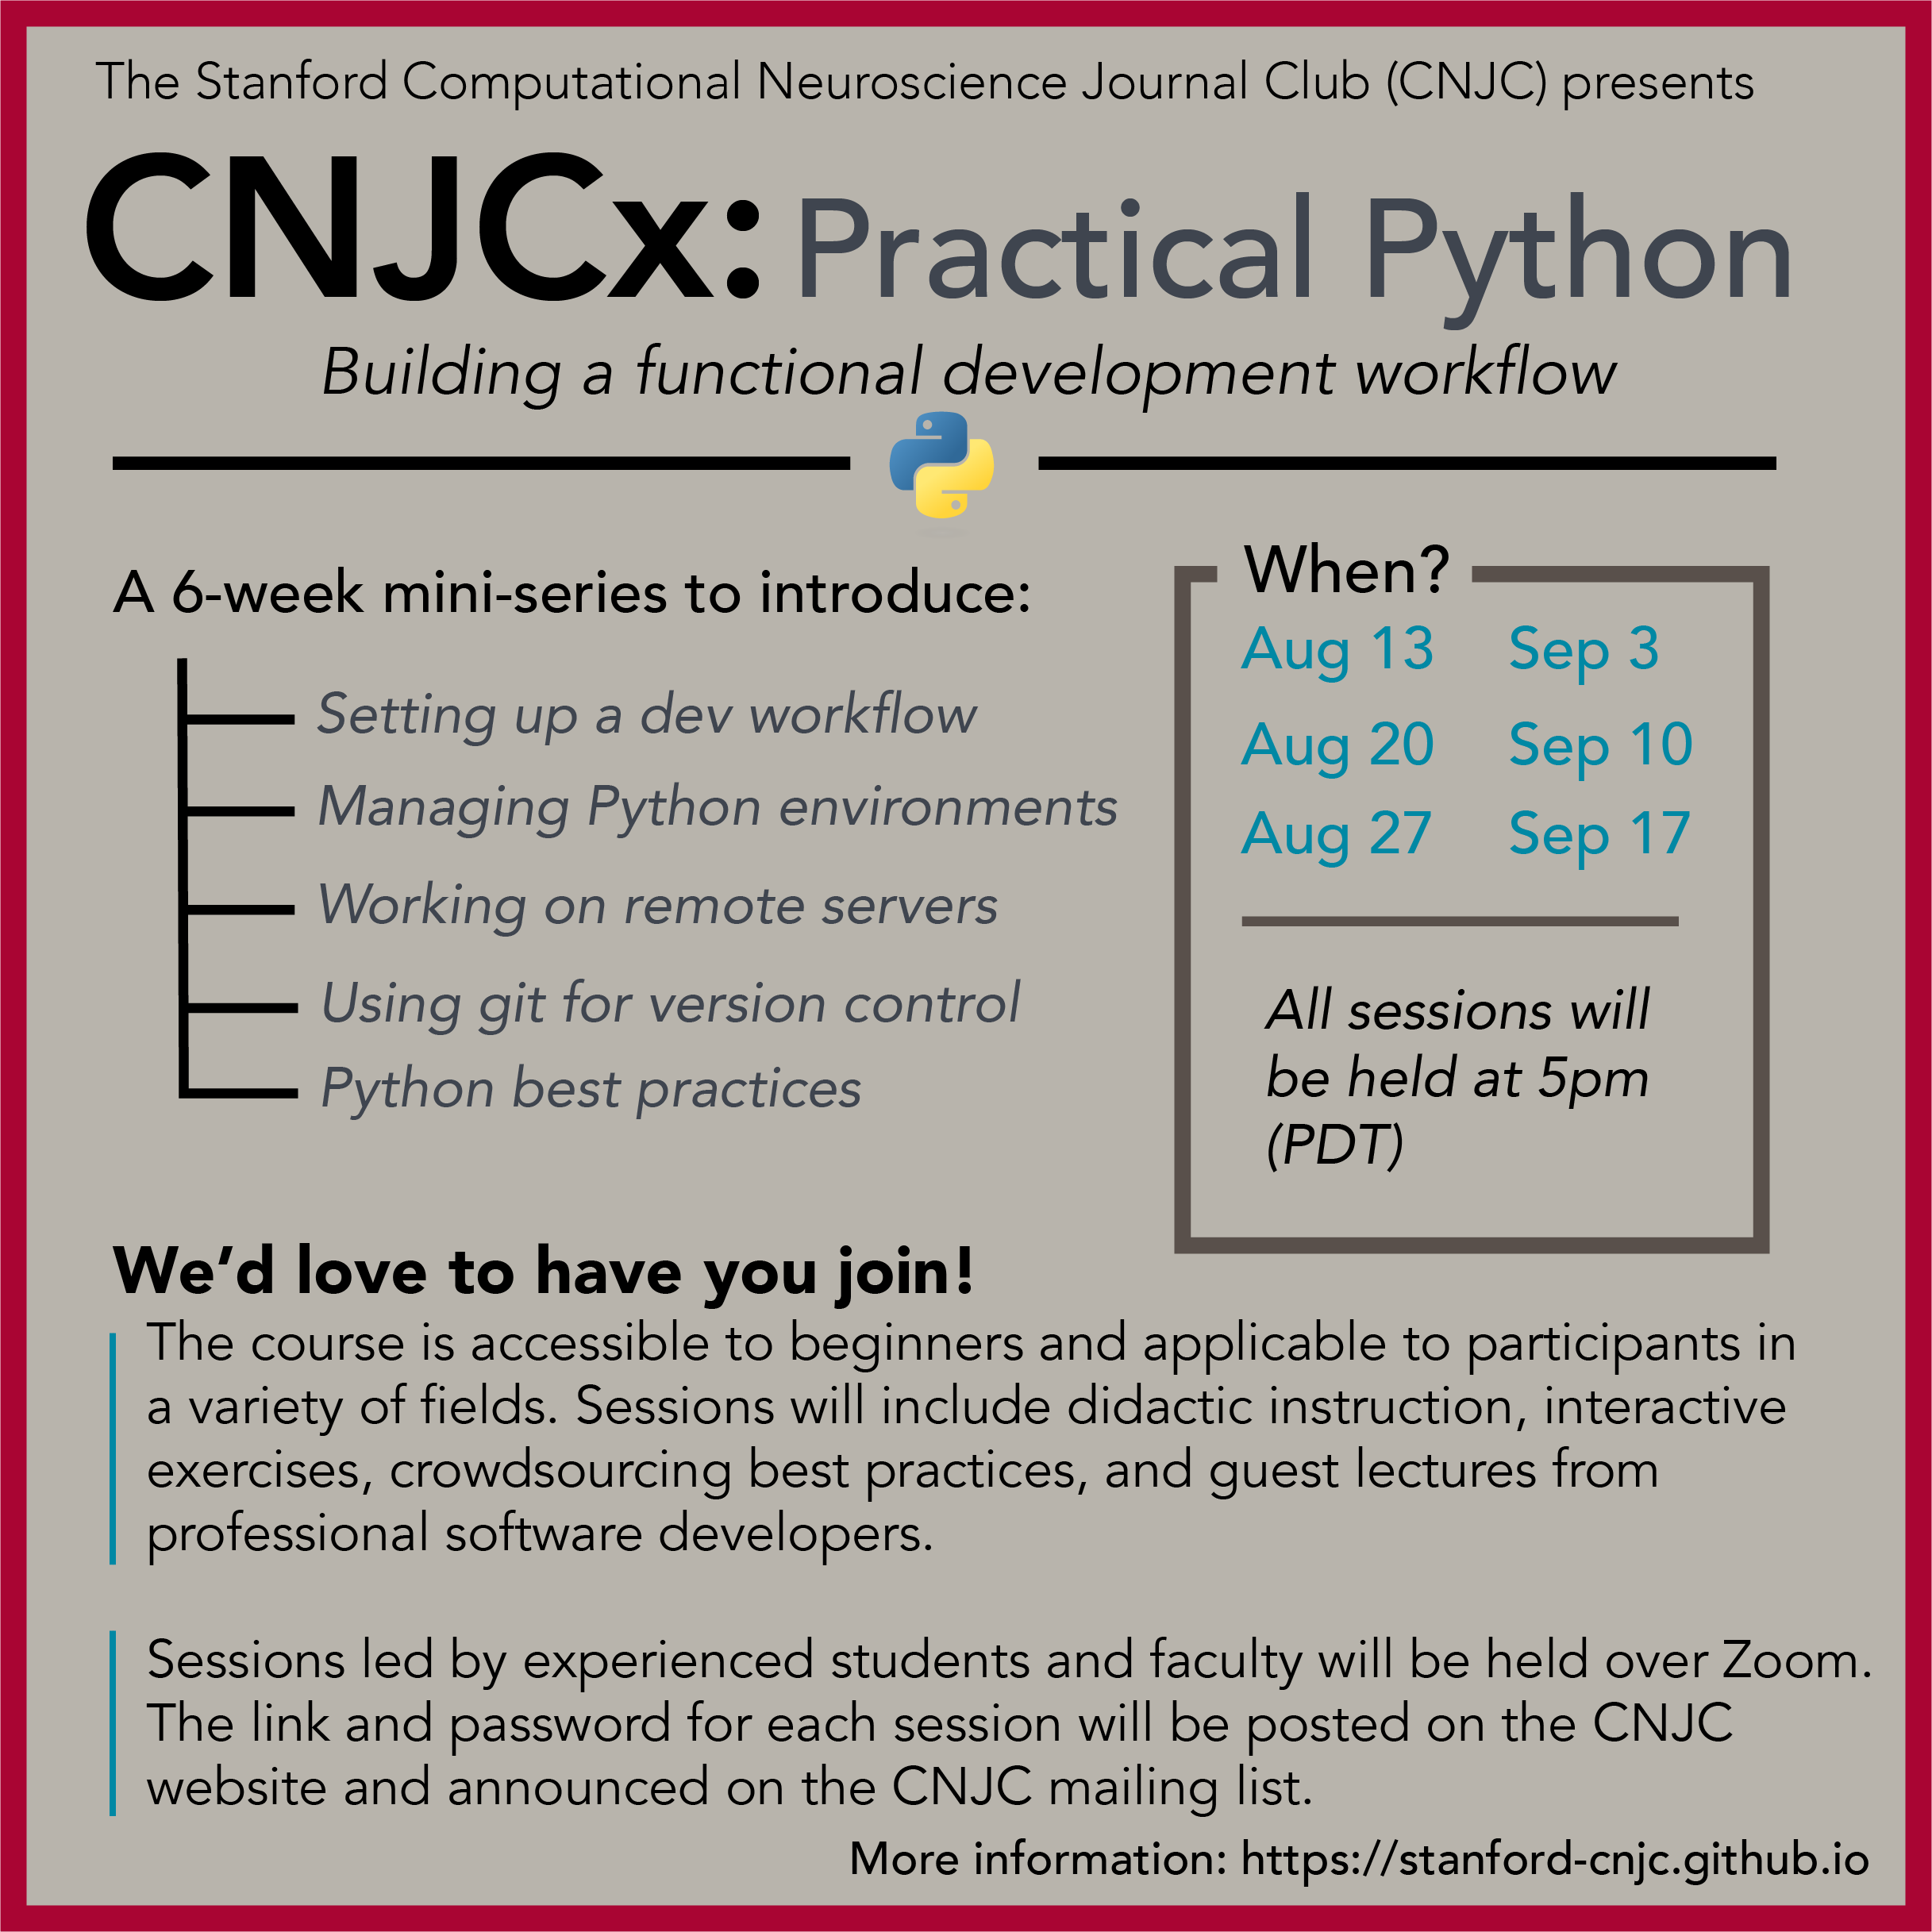 The Stanford Computational Neuroscience Journal Club (CNJC) presents
CNJCx: Practical Python
Building a functional development workflow
A 6-week mini-series to introduce:
Setting up a dev workflow
Managing Python environments
Working on remote servers
Using git for version control
Python best practices
When?
Aug 13 Sep 3
Aug 20 Sep 10
Aug 27 Sep 17
All sessions will
be held at 5pm
(PDT)
We’d love to have you join!
The course is accessible to beginners and applicable to participants in
a variety of fields. Sessions will include didactic instruction, interactive
exercises, crowdsourcing best practices, and guest lectures from
professional software developers.
Sessions led by experienced students and faculty will be held over Zoom.
The link and password for each session will be posted on the CNJC
website and announced on the CNJC mailing list.
More information: https://stanford-cnjc.github.io